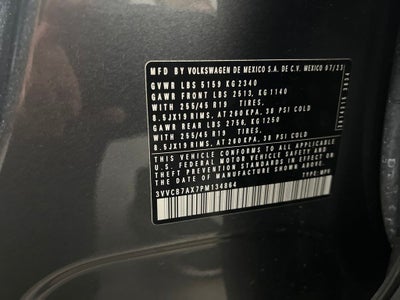 MFD BY VOLKSWAGEN DE MEXICO S.A. DE C.V. MEXICO 07/23
GVWR LBS 5159 KG 2340
GAWR FRONT LBS 2513, KG 1140
WITH 255/45 R19 TIRES,
8.5JX19 RIMS, AT 260 KPA, 38 PSI COLD
GAWR REAR LBS 2756, KG 1250
WITH 255/45 R19 TIRES,
8.5JX19 RIMS, AT 260 KPA, 38 PSI COLD
THIS VEHICLE CONFORMS TO ALL APPLICABLE
U.S. FEDERAL MOTOR VEHICLE SAFETY AND
THEFT PREVENTION STANDARDS IN EFFECT
ON THE DATE OF MANUFACTURE SHOWN ABOVE.
3VVCB7AX7PM134864 TYPE: MPV